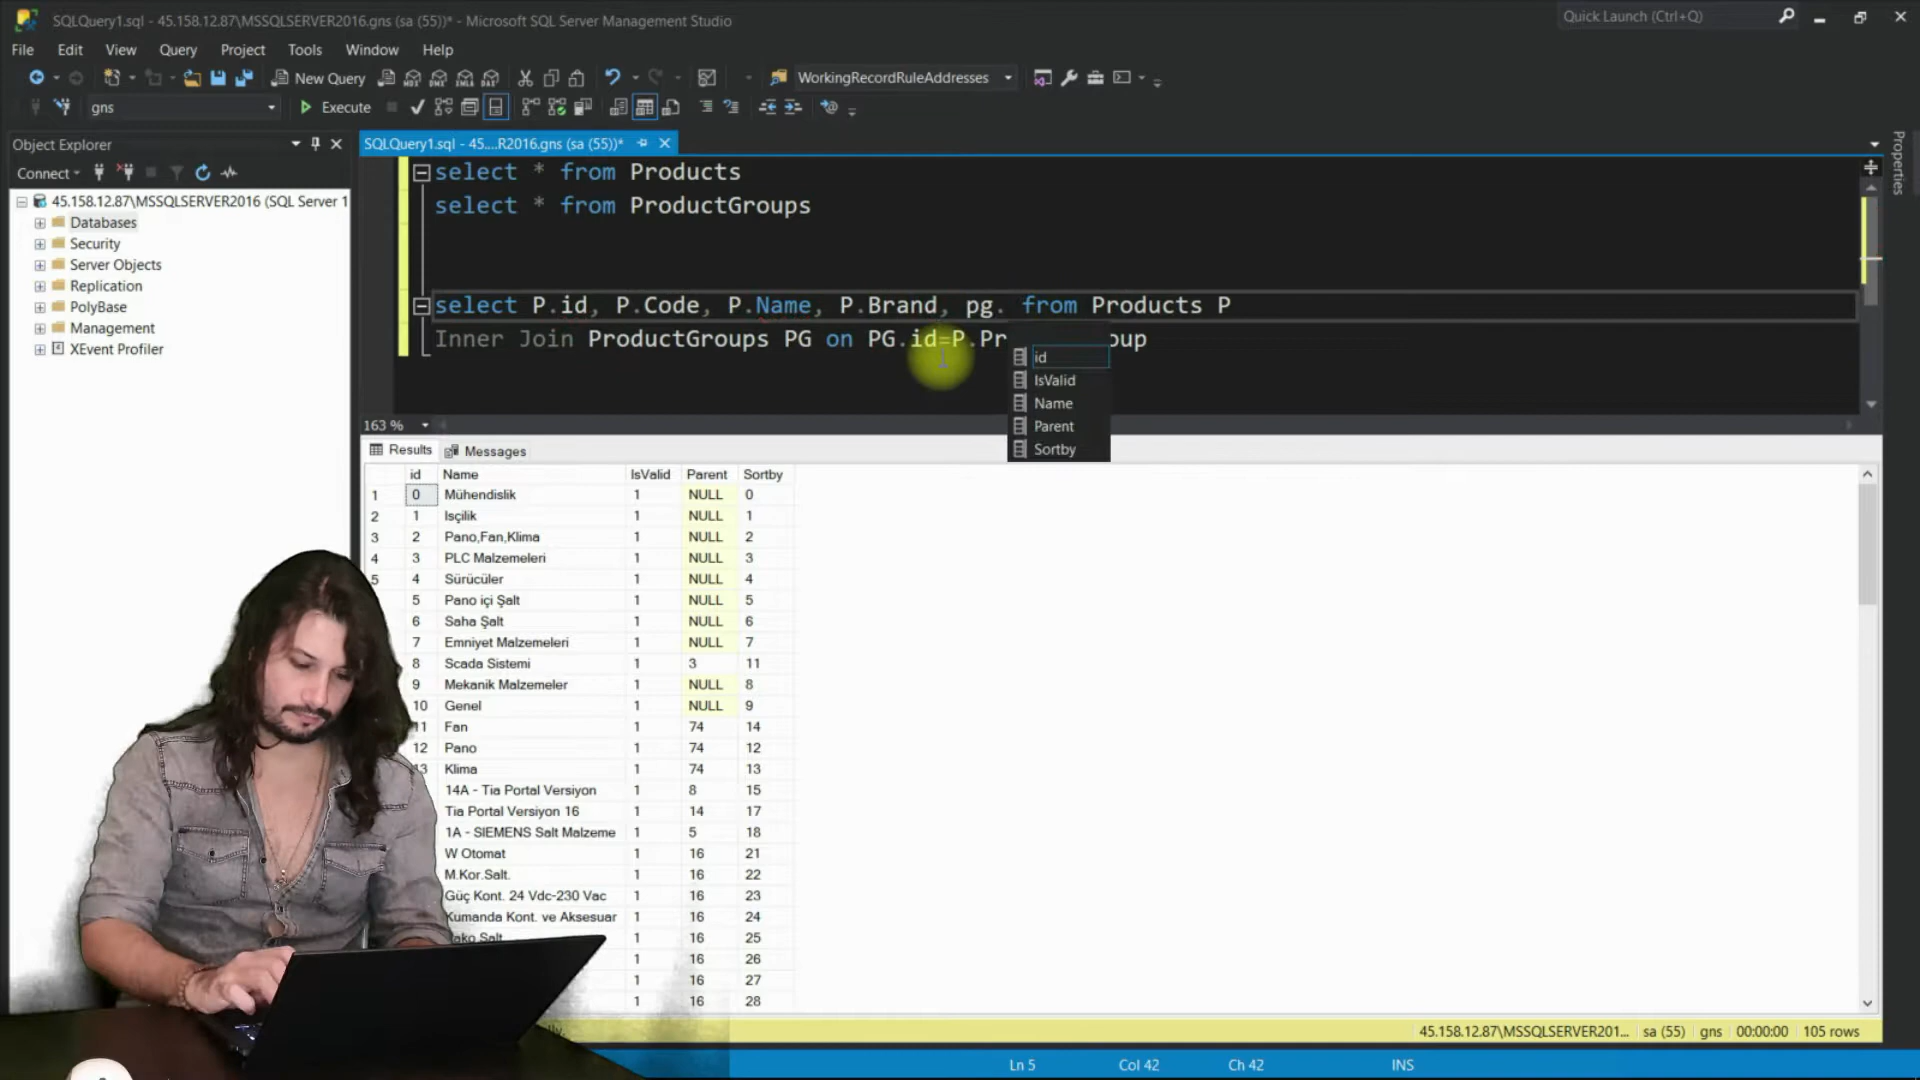 SQLQuery1.sql - 45.158.12.87\MSSQLSERVER2016.gns (sa (55))* - Microsoft SQL Server Management Studio
Quick Launch (Ctrl+Q)
File Edit View Query Project Tools Window Help
New Query
WorkingRecordRuleAddresses
gns
Execute
Object Explorer
SQLQuery1.sql - 45....R2016.gns (sa (55))*
Properties
Connect
45.158.12.87\MSSQLSERVER2016 (SQL Server 1
Databases
Security
Server Objects
Replication
PolyBase
Management
XEvent Profiler
select * from Products
select * from ProductGroups
select P.id, P.Code, P.Name, P.Brand, pg. from Products P
Inner Join ProductGroups PG on PG.id=P.Pr oup
id
IsValid
Name
Parent
Sortby
163 %
Results Messages
id Name IsValid Parent Sortby
1 0 Mühendislik 1 NULL 0
2 1 Isçilik 1 NULL 1
3 2 Pano,Fan,Klima 1 NULL 2
4 3 PLC Malzemeleri 1 NULL 3
5 4 Sürücüler 1 NULL 4
5 Pano içi Şalt 1 NULL 5
6 Saha Şalt 1 NULL 6
7 Emniyet Malzemeleri 1 NULL 7
8 Scada Sistemi 1 3 11
9 Mekanik Malzemeler 1 NULL 8
10 Genel 1 NULL 9
11 Fan 1 74 14
12 Pano 1 74 12
13 Klima 1 74 13
14A - Tia Portal Versiyon 1 8 15
Tia Portal Versiyon 16 1 14 17
1A - SIEMENS Salt Malzeme 1 5 18
W Otomat 1 16 21
M.Kor.Salt. 1 16 22
Güç Kont. 24 Vdc-230 Vac 1 16 23
Kumanda Kont. ve Aksesuar 1 16 24
Salt 1 16 25
1 16 26
1 16 27
1 16 28
45.158.12.87\MSSQLSERVER201... sa (55) gns 00:00:00 105 rows
Ln 5 Col 42 Ch 42 INS